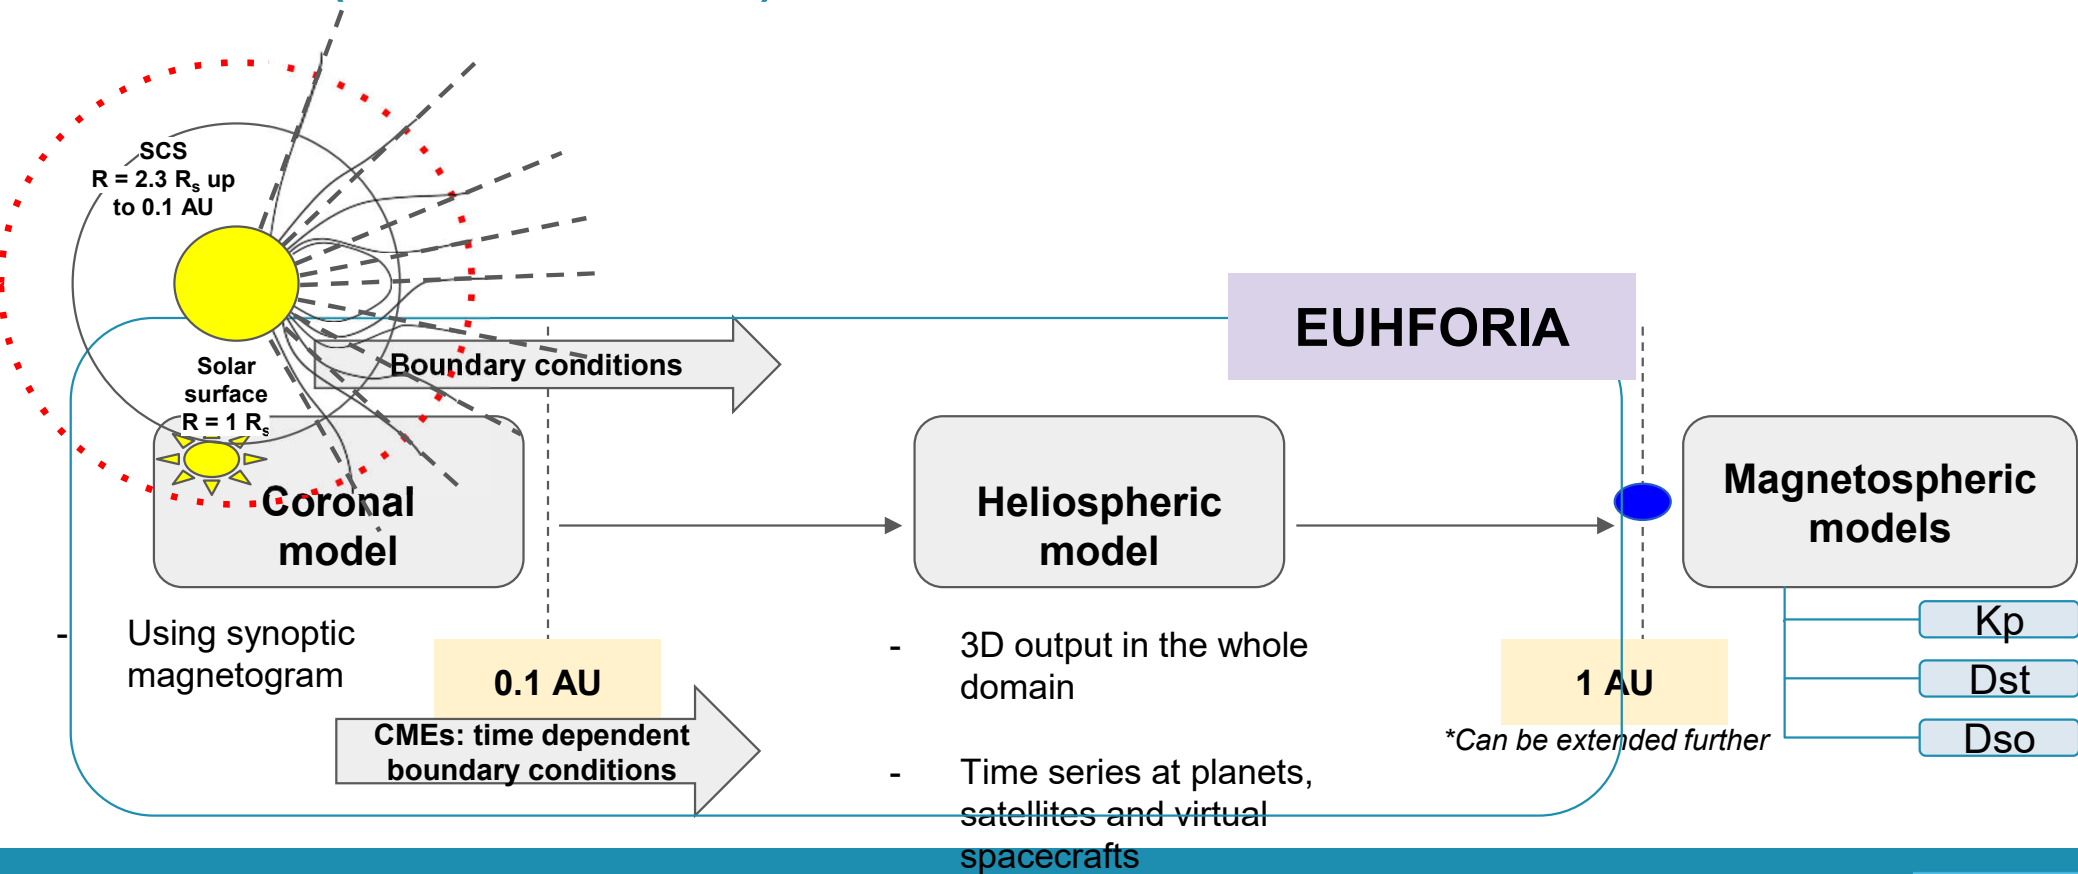 SCS
R = 2.3 Rs up
to 0.1 AU
Solar
surface
R = 1 Rs
Boundary conditions
EUHFORIA
Coronal
model
Heliospheric
model
Magnetospheric
models
- Using synoptic
magnetogram
0.1 AU
CMEs: time dependent
boundary conditions
- 3D output in the whole
domain
- Time series at planets,
satellites and virtual
spacecrafts
1 AU
*Can be extended further
Kp
Dst
Dso